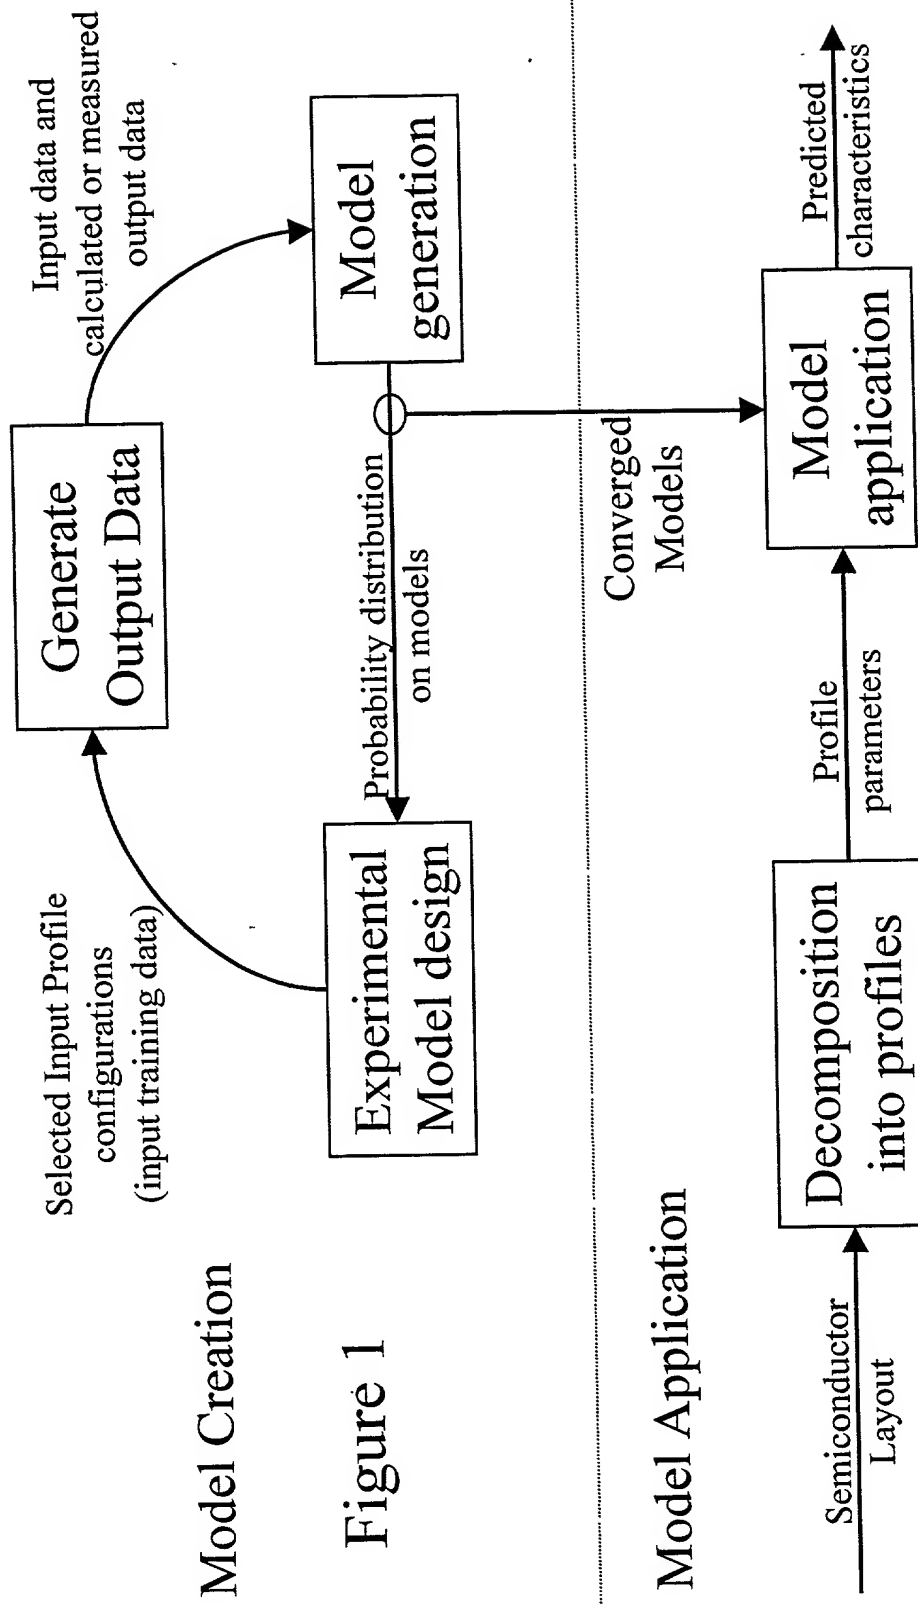 Model Creation
Figure 1
Selected Input Profile
configurations
(input training data)
Generate
Output Data
Input data and
calculated or measured
output data
Experimental
Model design
Probability distribution
on models
Model
generation
Converged
Models
Model Application
Semiconductor
Layout
Decomposition
into profiles
Profile
parameters
Model
application
Predicted
characteristics